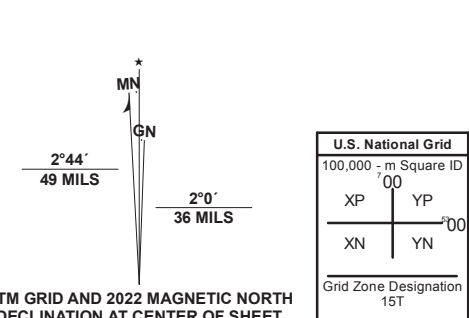 ★
MN
GN
2°44´
49 MILS
2°0´
36 MILS
TM GRID AND 2022 MAGNETIC NORTH
DECLINATION AT CENTER OF SHEET
U.S. National Grid
100,000 - m Square ID
7 00
XP YP
53 00
XN YN
Grid Zone Designation
15T